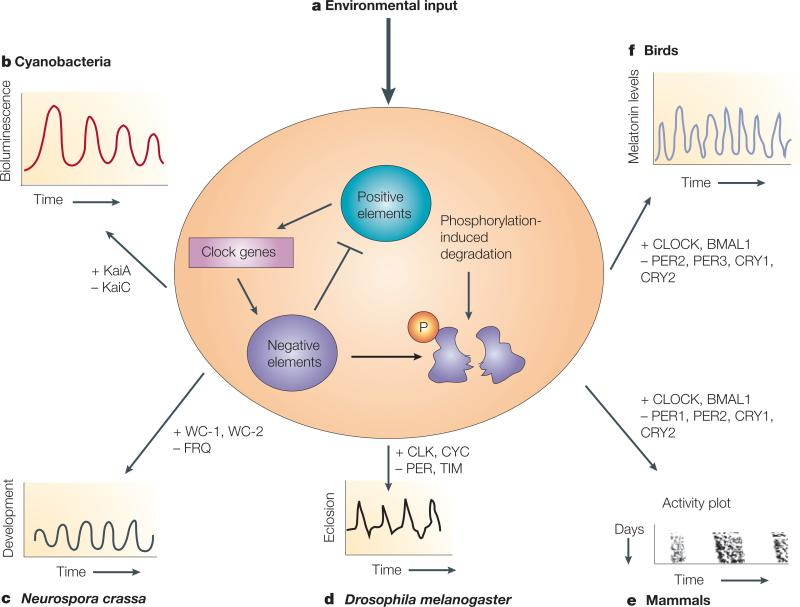 a Environmental input
b Cyanobacteria
Bioluminescence
Time
+ KaiA
– KaiC
f Birds
Melatonin levels
Time
+ CLOCK, BMAL1
– PER2, PER3, CRY1,
CRY2
Positive
elements
Clock genes
Phosphorylation-
induced
degradation
P
Negative
elements
+ WC-1, WC-2
– FRQ
Development
Time
c Neurospora crassa
+ CLK, CYC
– PER, TIM
Eclosion
Time
d Drosophila melanogaster
+ CLOCK, BMAL1
– PER1, PER2, CRY1,
CRY2
Activity plot
Days
Time
e Mammals